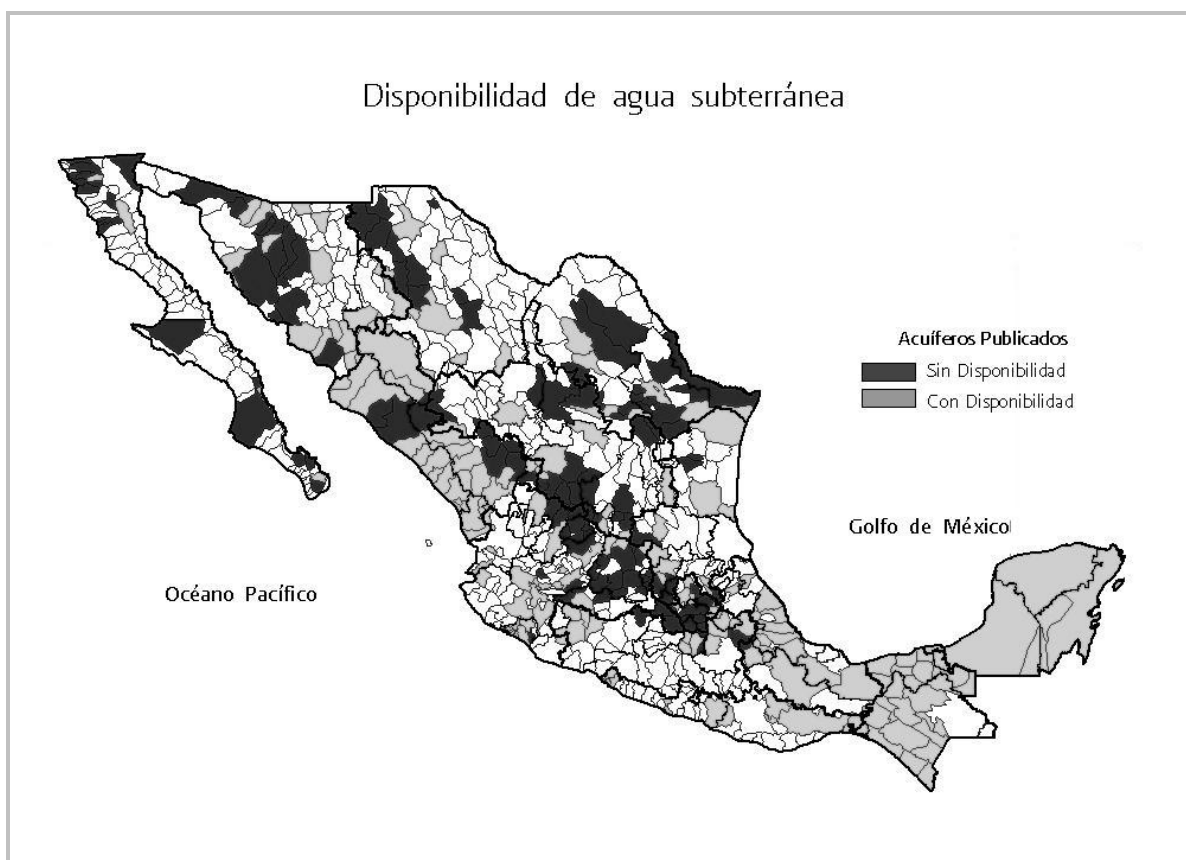 Disponibilidad de agua subterránea
Acuíferos Publicados
Sin Disponibilidad
Con Disponibilidad
Golfo de México
Océano Pacífico